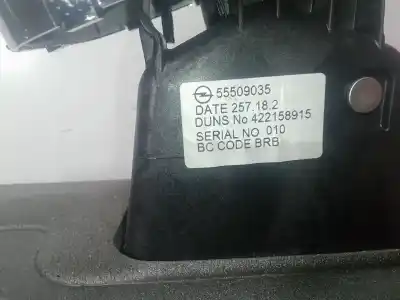 55509035
DATE 257.18.2
DUNS No 422158915
SERIAL NO 010
BC CODE BRB